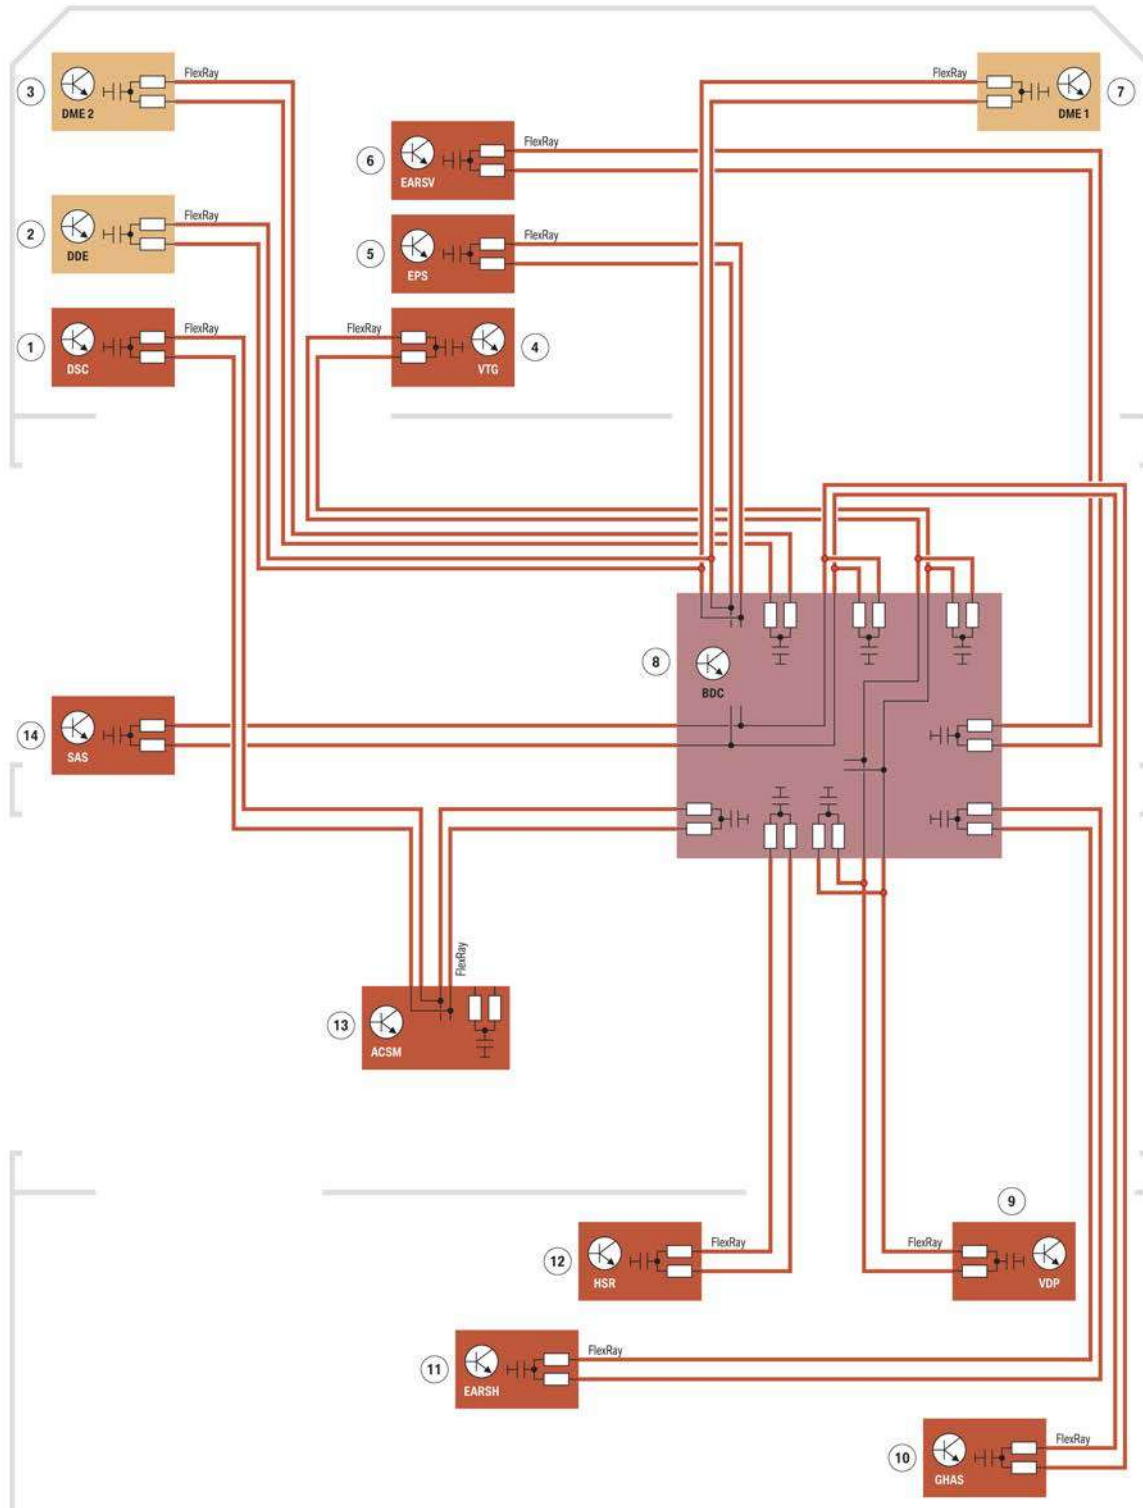 FlexRay
3
DME 2
FlexRay
7
DME 1
6
FlexRay
EARSV
2
FlexRay
DDE
5
FlexRay
EPS
1
FlexRay
DSC
FlexRay
4
VTG
8
BDC
14
SAS
FlexRay
13
ACSM
9
12
FlexRay
HSR
FlexRay
VDP
11
FlexRay
EARSH
10
FlexRay
GHAS